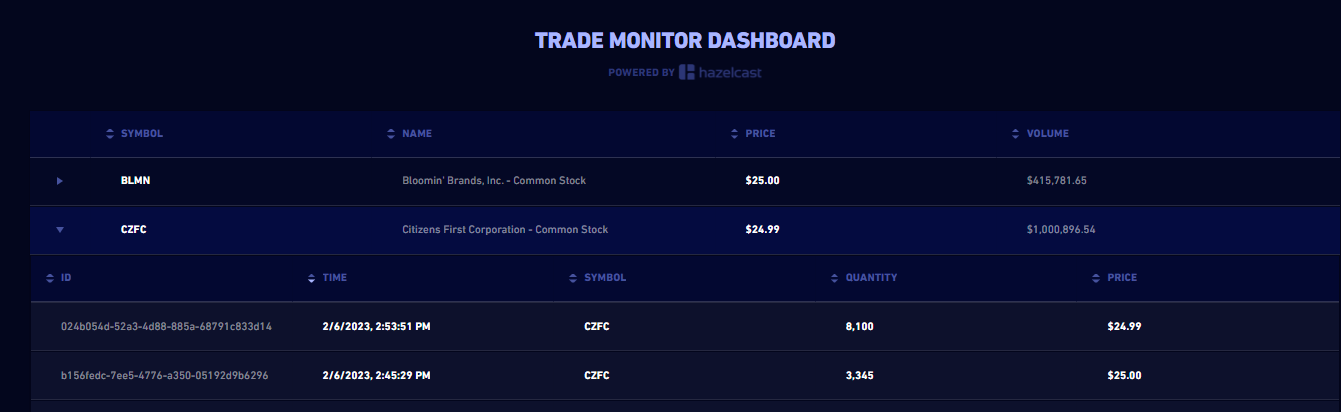 TRADE MONITOR DASHBOARD
POWERED BY hazelcast
SYMBOL NAME PRICE VOLUME
BLMN Bloomin' Brands, Inc. - Common Stock $25.00 $415,781.65
CZFC Citizens First Corporation - Common Stock $24.99 $1,000,896.54
ID TIME SYMBOL QUANTITY PRICE
024b054d-52a3-4d88-885a-68791c833d14 2/6/2023, 2:53:51 PM CZFC 8,100 $24.99
b156fedc-7ee5-4776-a350-05192d9b6296 2/6/2023, 2:45:29 PM CZFC 3,345 $25.00